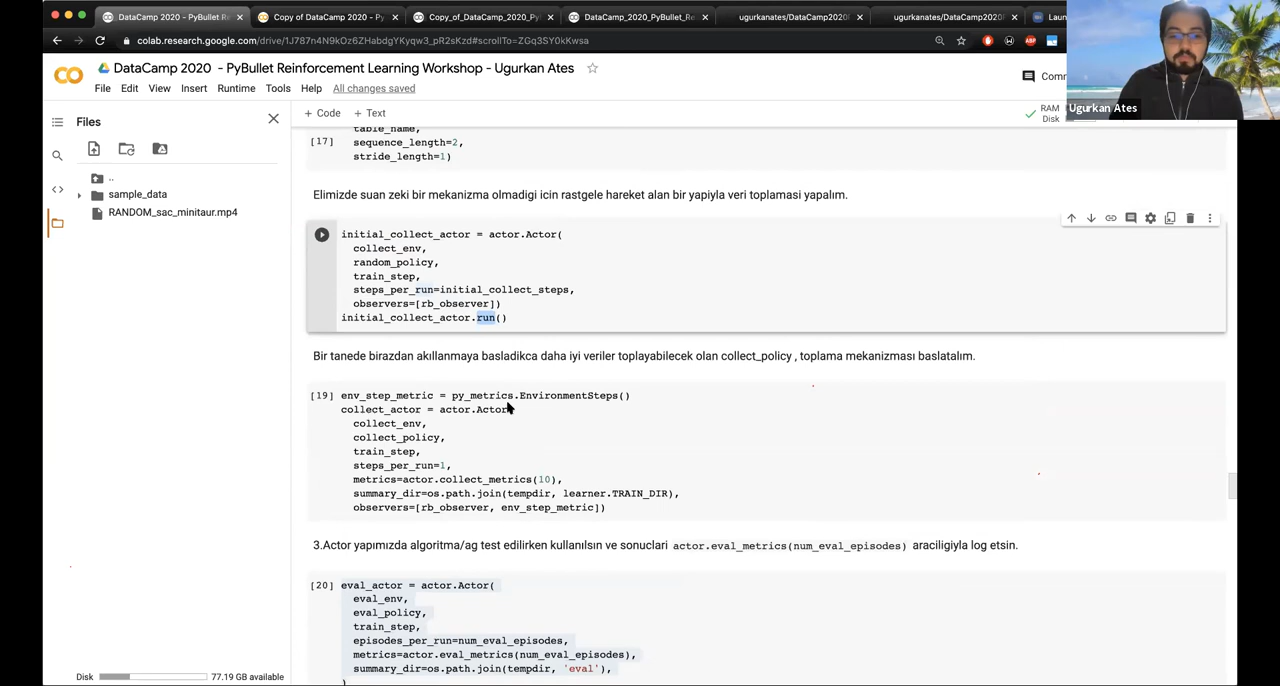 DataCamp 2020 - PyBullet R
Copy of DataCamp 2020 - Py
Copy_of_DataCamp_2020_Py
DataCamp_2020_PyBullet_Re
ugurkanates/DataCamp2020
ugurkanates/DataCamp2020
Laun
colab.research.google.com/drive/1J787n4N9kOz6ZHabdgYKyqw3_pR2sKzd#scrollTo=ZGq3SY0kKwsa
ABP
DataCamp 2020 - PyBullet Reinforcement Learning Workshop - Ugurkan Ates
File Edit View Insert Runtime Tools Help All changes saved
Comm
Ugurkan Ates
+ Code + Text
RAM
Disk
Files
..
sample_data
RANDOM_sac_minitaur.mp4
table_name,
[17] sequence_length=2,
stride_length=1)
Elimizde suan zeki bir mekanizma olmadigi icin rastgele hareket alan bir yapiyla veri toplamasi yapalım.
initial_collect_actor = actor.Actor(
collect_env,
random_policy,
train_step,
steps_per_run=initial_collect_steps,
observers=[rb_observer])
initial_collect_actor.run()
Bir tanede birazdan akıllanmaya basladikca daha iyi veriler toplayabilecek olan collect_policy , toplama mekanizması baslatalım.
[19] env_step_metric = py_metrics.EnvironmentSteps()
collect_actor = actor.Actor
collect_env,
collect_policy,
train_step,
steps_per_run=1,
metrics=actor.collect_metrics(10),
summary_dir=os.path.join(tempdir, learner.TRAIN_DIR),
observers=[rb_observer, env_step_metric])
3.Actor yapımızda algoritma/ag test edilirken kullanılsın ve sonuclari actor.eval_metrics(num_eval_episodes) araciligiyla log etsin.
[20] eval_actor = actor.Actor(
eval_env,
eval_policy,
train_step,
episodes_per_run=num_eval_episodes,
metrics=actor.eval_metrics(num_eval_episodes),
summary_dir=os.path.join(tempdir, 'eval'),
)
Disk 77.19 GB available